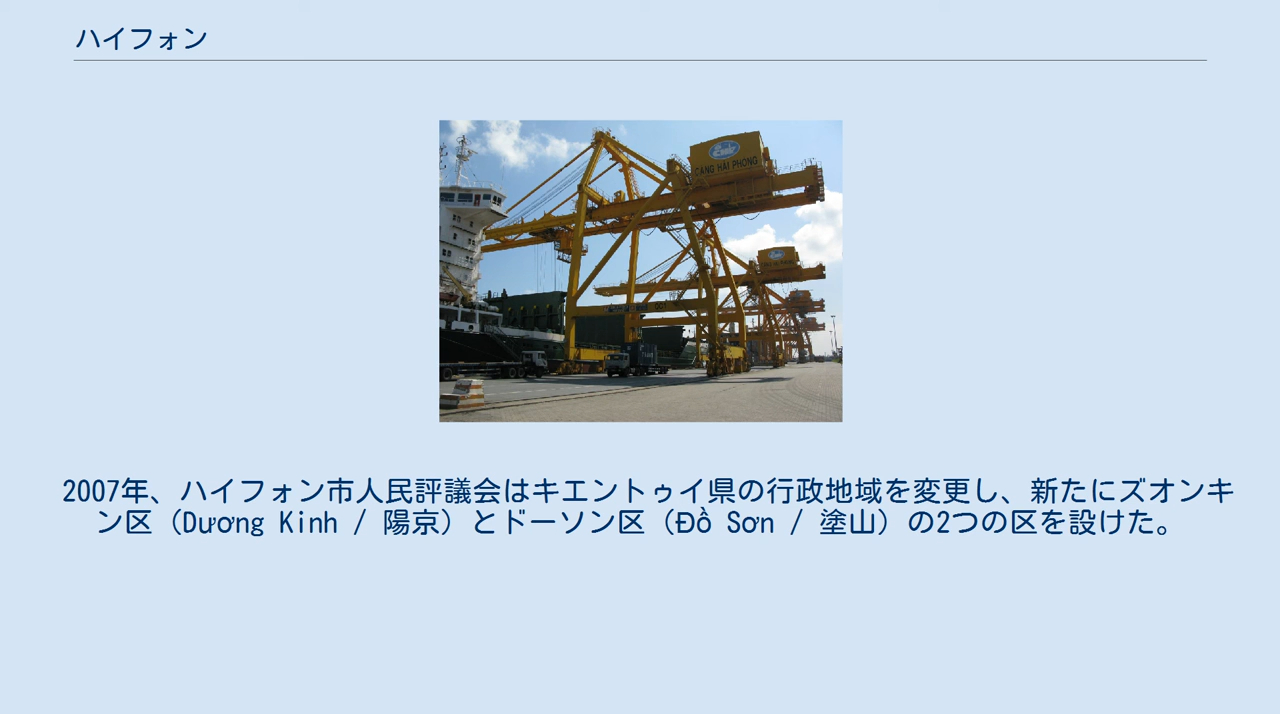 ハイフォン
CẢNG HẢI PHÒNG
2007年、ハイフォン市人民評議会はキエントゥイ県の行政地域を変更し、新たにズオンキ
ン区（Dương Kinh / 陽京）とドーソン区（Đồ Sơn / 塗山）の2つの区を設けた。